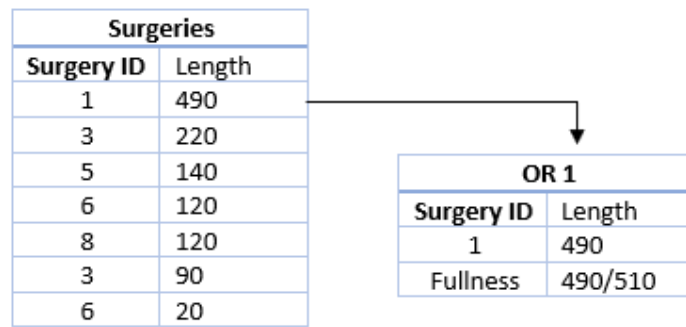 Surgeries
Surgery ID Length
1 490
3 220
5 140
6 120
8 120
3 90
6 20
OR 1
Surgery ID Length
1 490
Fullness 490/510